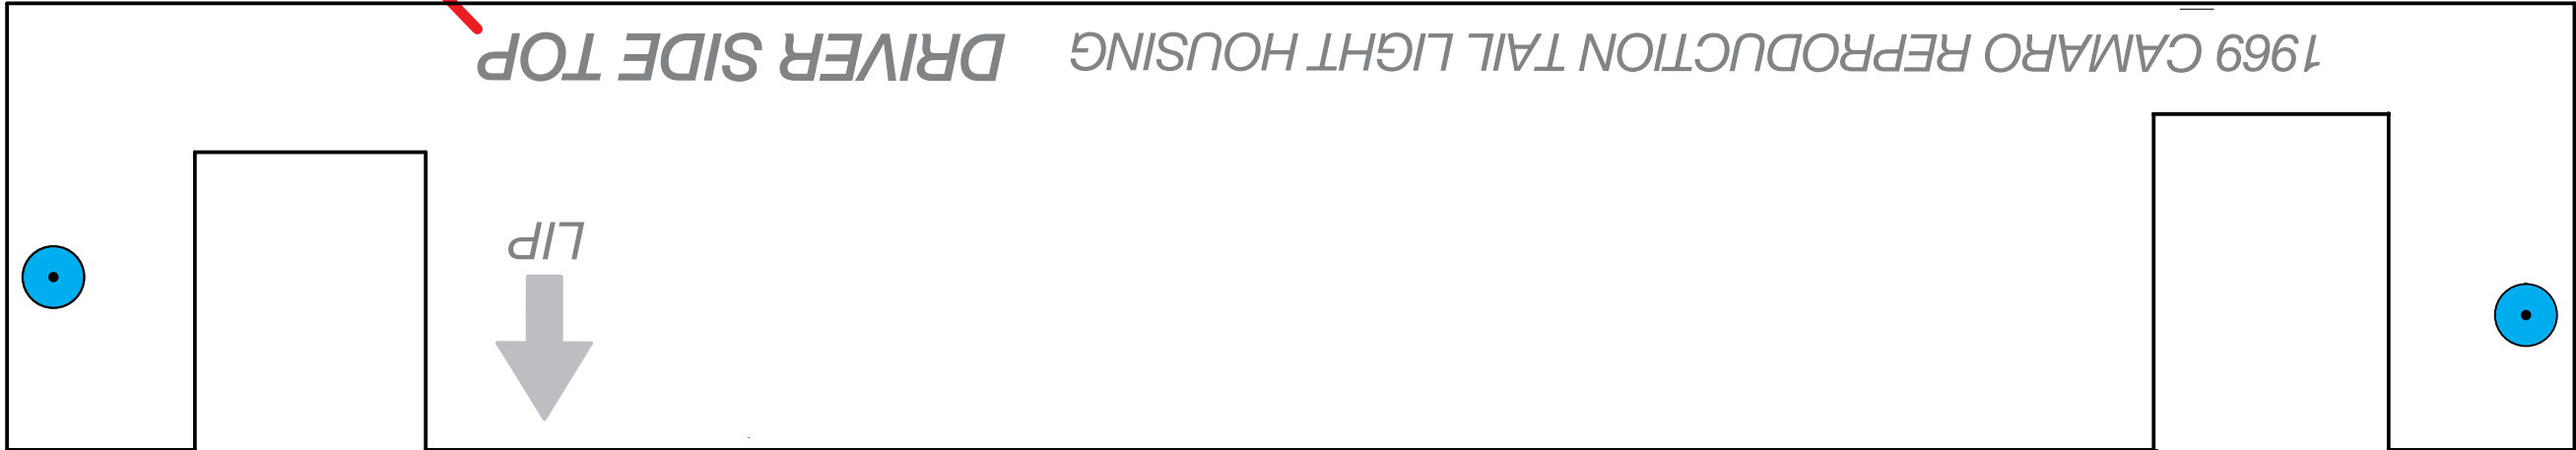 1969 CAMARO REPRODUCTION TAIL LIGHT HOUSING DRIVER SIDE TOP
LIP